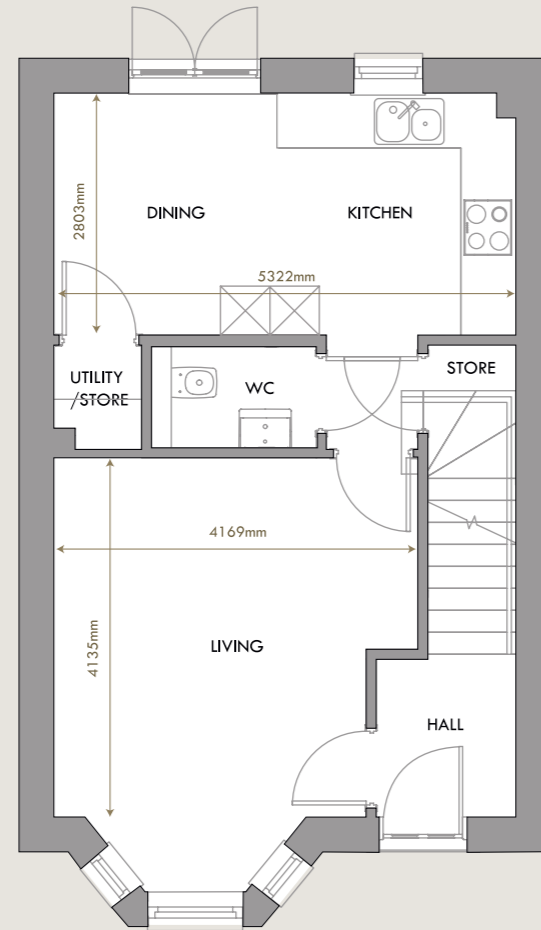 2803mm
DINING
KITCHEN
5322mm
UTILITY
/STORE
WC
STORE
4169mm
4135mm
LIVING
HALL